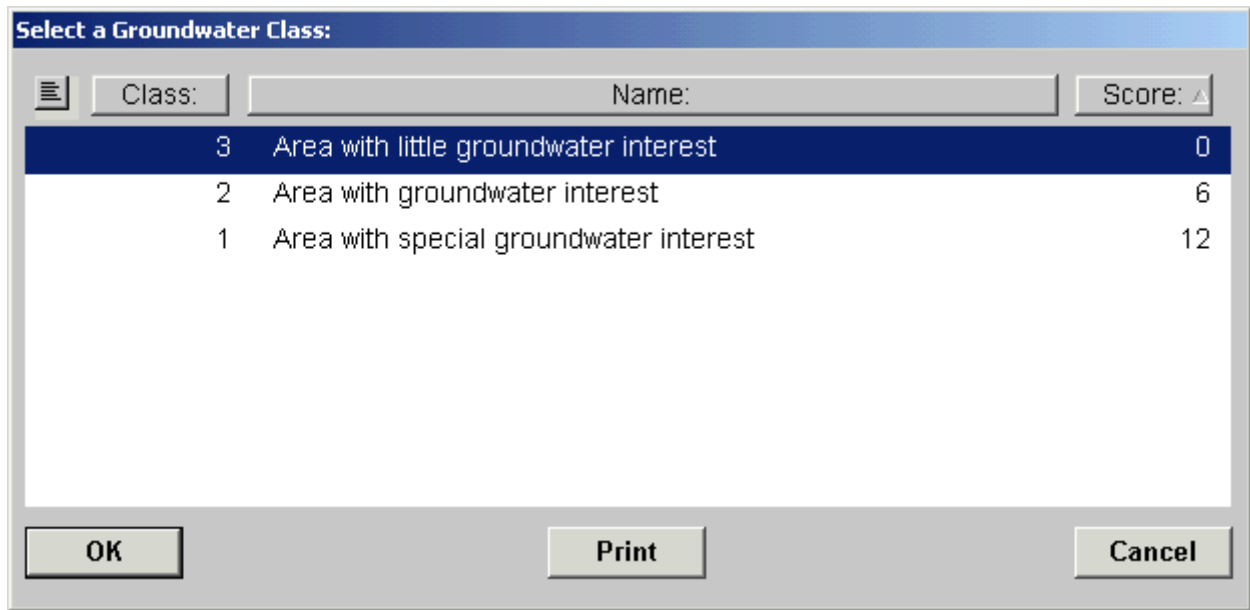 Select a Groundwater Class:
Class: Name: Score:
3 Area with little groundwater interest 0
2 Area with groundwater interest 6
1 Area with special groundwater interest 12
OK Print Cancel